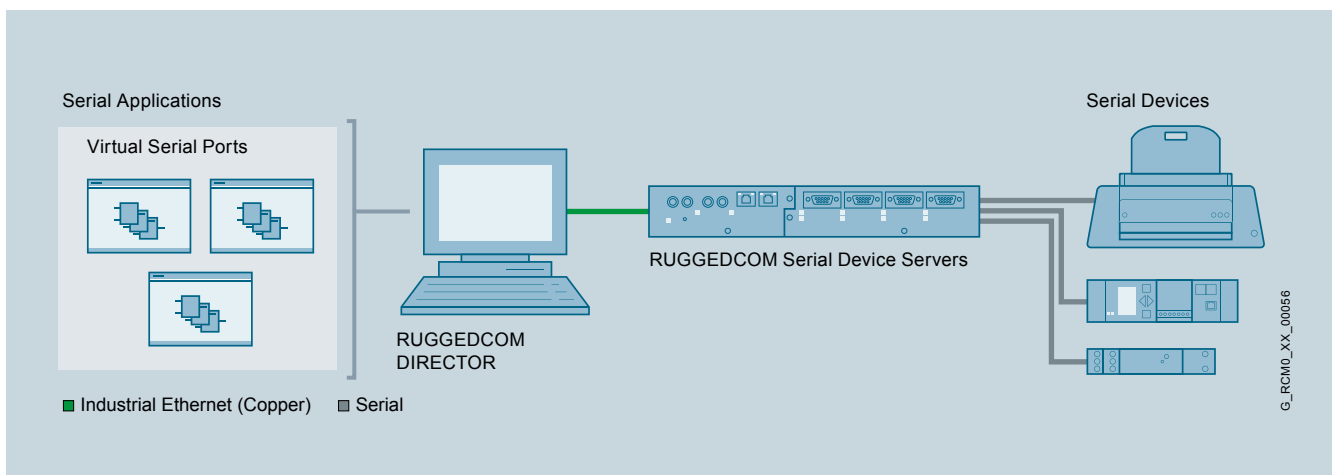 Serial Applications
Virtual Serial Ports
Serial Devices
RUGGEDCOM Serial Device Servers
RUGGEDCOM
DIRECTOR
Industrial Ethernet (Copper)
Serial
G_RCM0_XX_00056